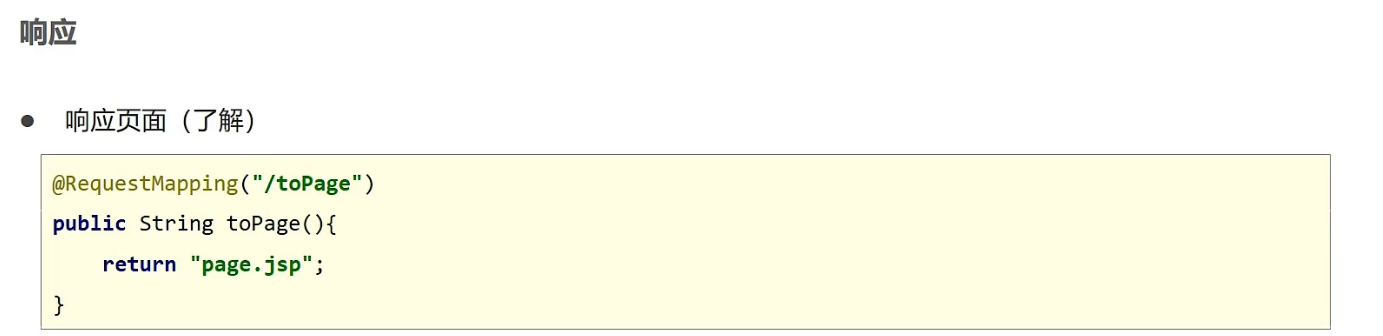 响应
● 响应页面（了解）
@RequestMapping("/toPage")
public String toPage(){
    return "page.jsp";
}